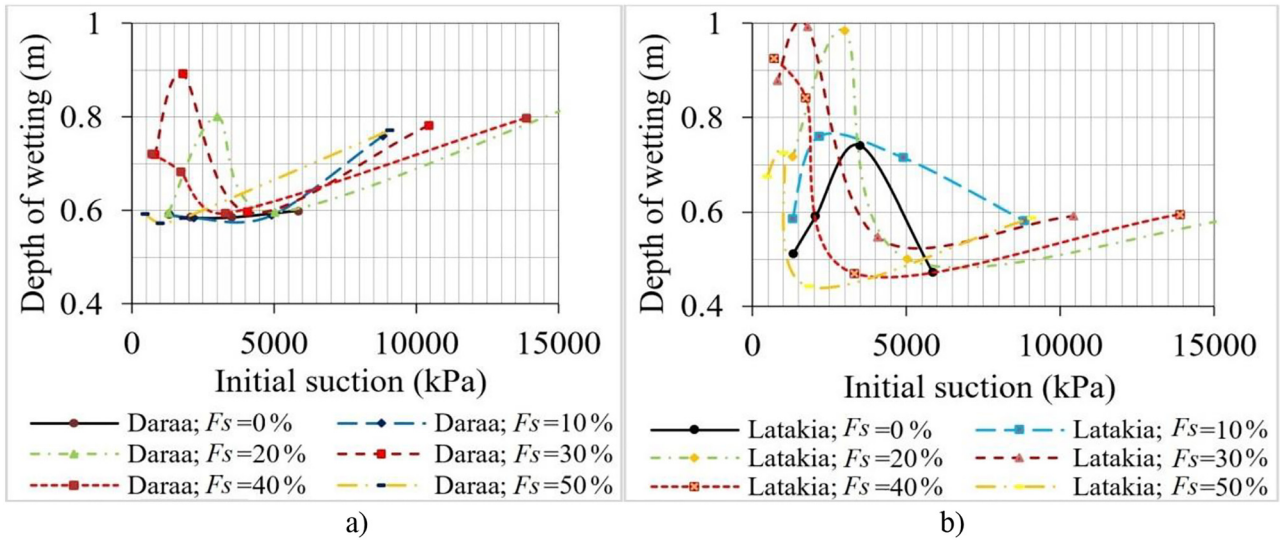 1
0.8
0.6
0.4
Depth of wetting (m)
0 5000 10000 15000
Initial suction (kPa)
Daraa; Fs=0% Daraa; Fs=10%
Daraa; Fs=20% Daraa; Fs=30%
Daraa; Fs=40% Daraa; Fs=50%
a)
1
0.8
0.6
0.4
Depth of wetting (m)
0 5000 10000 15000
Initial suction (kPa)
Latakia; Fs=0% Latakia; Fs=10%
Latakia; Fs=20% Latakia; Fs=30%
Latakia; Fs=40% Latakia; Fs=50%
b)